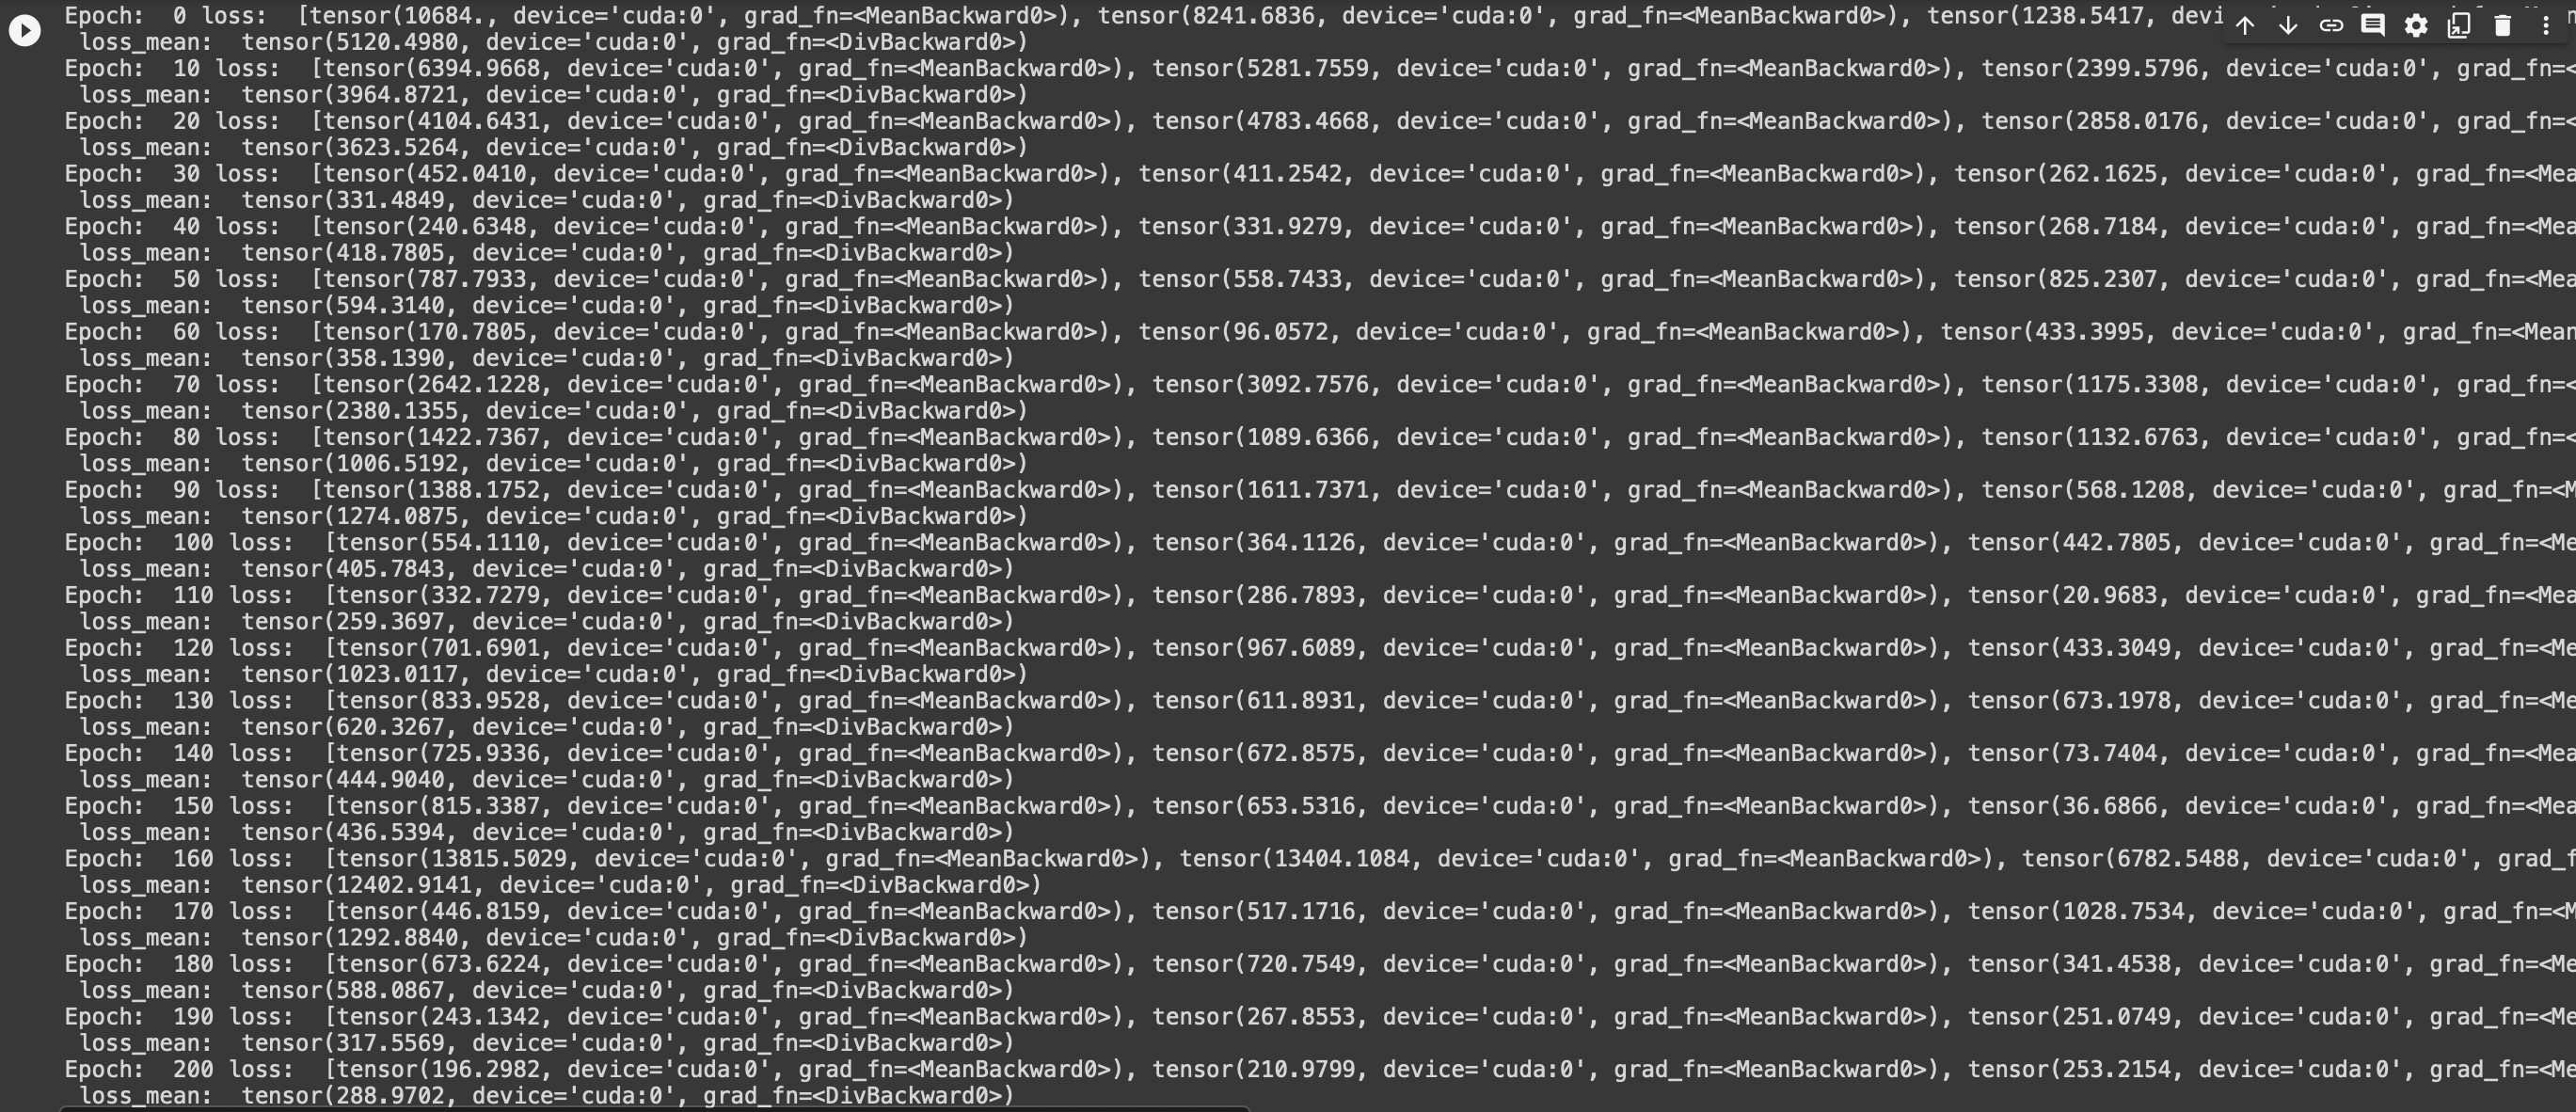 Epoch:  0 loss:  [tensor(10684., device='cuda:0', grad_fn=<MeanBackward0>), tensor(8241.6836, device='cuda:0', grad_fn=<MeanBackward0>), tensor(1238.5417, devi
loss_mean:  tensor(5120.4980, device='cuda:0', grad_fn=<DivBackward0>)
Epoch:  10 loss:  [tensor(6394.9668, device='cuda:0', grad_fn=<MeanBackward0>), tensor(5281.7559, device='cuda:0', grad_fn=<MeanBackward0>), tensor(2399.5796, device='cuda:0', grad_fn=<
loss_mean:  tensor(3964.8721, device='cuda:0', grad_fn=<DivBackward0>)
Epoch:  20 loss:  [tensor(4104.6431, device='cuda:0', grad_fn=<MeanBackward0>), tensor(4783.4668, device='cuda:0', grad_fn=<MeanBackward0>), tensor(2858.0176, device='cuda:0', grad_fn=<
loss_mean:  tensor(3623.5264, device='cuda:0', grad_fn=<DivBackward0>)
Epoch:  30 loss:  [tensor(452.0410, device='cuda:0', grad_fn=<MeanBackward0>), tensor(411.2542, device='cuda:0', grad_fn=<MeanBackward0>), tensor(262.1625, device='cuda:0', grad_fn=<Mea
loss_mean:  tensor(331.4849, device='cuda:0', grad_fn=<DivBackward0>)
Epoch:  40 loss:  [tensor(240.6348, device='cuda:0', grad_fn=<MeanBackward0>), tensor(331.9279, device='cuda:0', grad_fn=<MeanBackward0>), tensor(268.7184, device='cuda:0', grad_fn=<Mea
loss_mean:  tensor(418.7805, device='cuda:0', grad_fn=<DivBackward0>)
Epoch:  50 loss:  [tensor(787.7933, device='cuda:0', grad_fn=<MeanBackward0>), tensor(558.7433, device='cuda:0', grad_fn=<MeanBackward0>), tensor(825.2307, device='cuda:0', grad_fn=<Mea
loss_mean:  tensor(594.3140, device='cuda:0', grad_fn=<DivBackward0>)
Epoch:  60 loss:  [tensor(170.7805, device='cuda:0', grad_fn=<MeanBackward0>), tensor(96.0572, device='cuda:0', grad_fn=<MeanBackward0>), tensor(433.3995, device='cuda:0', grad_fn=<Mean
loss_mean:  tensor(358.1390, device='cuda:0', grad_fn=<DivBackward0>)
Epoch:  70 loss:  [tensor(2642.1228, device='cuda:0', grad_fn=<MeanBackward0>), tensor(3092.7576, device='cuda:0', grad_fn=<MeanBackward0>), tensor(1175.3308, device='cuda:0', grad_fn=<
loss_mean:  tensor(2380.1355, device='cuda:0', grad_fn=<DivBackward0>)
Epoch:  80 loss:  [tensor(1422.7367, device='cuda:0', grad_fn=<MeanBackward0>), tensor(1089.6366, device='cuda:0', grad_fn=<MeanBackward0>), tensor(1132.6763, device='cuda:0', grad_fn=<
loss_mean:  tensor(1006.5192, device='cuda:0', grad_fn=<DivBackward0>)
Epoch:  90 loss:  [tensor(1388.1752, device='cuda:0', grad_fn=<MeanBackward0>), tensor(1611.7371, device='cuda:0', grad_fn=<MeanBackward0>), tensor(568.1208, device='cuda:0', grad_fn=<M
loss_mean:  tensor(1274.0875, device='cuda:0', grad_fn=<DivBackward0>)
Epoch:  100 loss:  [tensor(554.1110, device='cuda:0', grad_fn=<MeanBackward0>), tensor(364.1126, device='cuda:0', grad_fn=<MeanBackward0>), tensor(442.7805, device='cuda:0', grad_fn=<Me
loss_mean:  tensor(405.7843, device='cuda:0', grad_fn=<DivBackward0>)
Epoch:  110 loss:  [tensor(332.7279, device='cuda:0', grad_fn=<MeanBackward0>), tensor(286.7893, device='cuda:0', grad_fn=<MeanBackward0>), tensor(20.9683, device='cuda:0', grad_fn=<Mea
loss_mean:  tensor(259.3697, device='cuda:0', grad_fn=<DivBackward0>)
Epoch:  120 loss:  [tensor(701.6901, device='cuda:0', grad_fn=<MeanBackward0>), tensor(967.6089, device='cuda:0', grad_fn=<MeanBackward0>), tensor(433.3049, device='cuda:0', grad_fn=<Me
loss_mean:  tensor(1023.0117, device='cuda:0', grad_fn=<DivBackward0>)
Epoch:  130 loss:  [tensor(833.9528, device='cuda:0', grad_fn=<MeanBackward0>), tensor(611.8931, device='cuda:0', grad_fn=<MeanBackward0>), tensor(673.1978, device='cuda:0', grad_fn=<Me
loss_mean:  tensor(620.3267, device='cuda:0', grad_fn=<DivBackward0>)
Epoch:  140 loss:  [tensor(725.9336, device='cuda:0', grad_fn=<MeanBackward0>), tensor(672.8575, device='cuda:0', grad_fn=<MeanBackward0>), tensor(73.7404, device='cuda:0', grad_fn=<Mea
loss_mean:  tensor(444.9040, device='cuda:0', grad_fn=<DivBackward0>)
Epoch:  150 loss:  [tensor(815.3387, device='cuda:0', grad_fn=<MeanBackward0>), tensor(653.5316, device='cuda:0', grad_fn=<MeanBackward0>), tensor(36.6866, device='cuda:0', grad_fn=<Mea
loss_mean:  tensor(436.5394, device='cuda:0', grad_fn=<DivBackward0>)
Epoch:  160 loss:  [tensor(13815.5029, device='cuda:0', grad_fn=<MeanBackward0>), tensor(13404.1084, device='cuda:0', grad_fn=<MeanBackward0>), tensor(6782.5488, device='cuda:0', grad_f
loss_mean:  tensor(12402.9141, device='cuda:0', grad_fn=<DivBackward0>)
Epoch:  170 loss:  [tensor(446.8159, device='cuda:0', grad_fn=<MeanBackward0>), tensor(517.1716, device='cuda:0', grad_fn=<MeanBackward0>), tensor(1028.7534, device='cuda:0', grad_fn=<M
loss_mean:  tensor(1292.8840, device='cuda:0', grad_fn=<DivBackward0>)
Epoch:  180 loss:  [tensor(673.6224, device='cuda:0', grad_fn=<MeanBackward0>), tensor(720.7549, device='cuda:0', grad_fn=<MeanBackward0>), tensor(341.4538, device='cuda:0', grad_fn=<Me
loss_mean:  tensor(588.0867, device='cuda:0', grad_fn=<DivBackward0>)
Epoch:  190 loss:  [tensor(243.1342, device='cuda:0', grad_fn=<MeanBackward0>), tensor(267.8553, device='cuda:0', grad_fn=<MeanBackward0>), tensor(251.0749, device='cuda:0', grad_fn=<Me
loss_mean:  tensor(317.5569, device='cuda:0', grad_fn=<DivBackward0>)
Epoch:  200 loss:  [tensor(196.2982, device='cuda:0', grad_fn=<MeanBackward0>), tensor(210.9799, device='cuda:0', grad_fn=<MeanBackward0>), tensor(253.2154, device='cuda:0', grad_fn=<Me
loss_mean:  tensor(288.9702, device='cuda:0', grad_fn=<DivBackward0>)